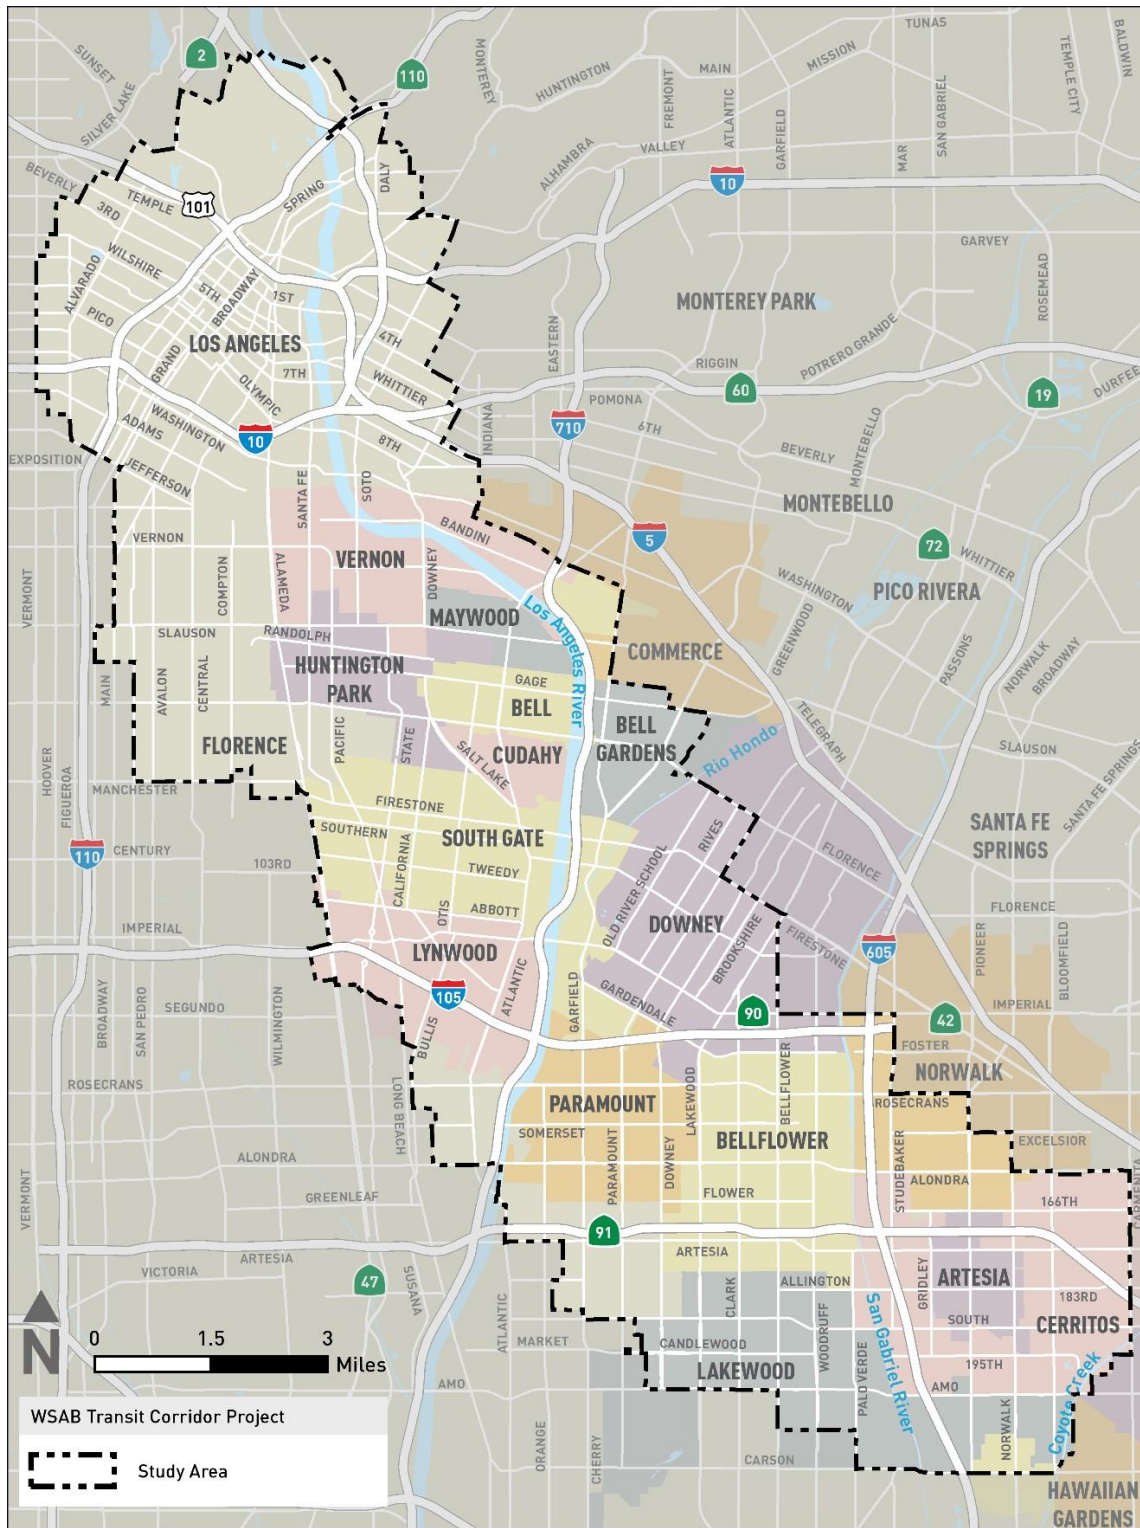 TUNAS
BALDWIN
SUNSET
2
MONTEREY
110
HUNTINGTON
MAIN
MISSION
FREMONT
ATLANTIC
TEMPLE CITY
SILVER LAKE
GARFIELD
SAN GABRIEL
MAR
VALLEY
ALHAMBRA
DALY
BEVERLY
TEMPLE
101
SPRING
10
3RD
GARVEY
WILSHIRE
ALVARADO
5TH
BROADWAY
1ST
ROSEMEAD
MONTEREY PARK
PICO
EASTERN
LOS ANGELES
4TH
GRAND
7TH
RIGGIN
POTRERO GRANDE
OLYMPIC
WHITTIER
60
19
DURFEE
POMONA
WASHINGTON
710
6TH
ADAMS
INDIANA
10
8TH
BEVERLY
MONTEBELLO
EXPOSITION
JEFFERSON
SANTA FE
SOTO
MONTEBELLO
BANDINI
VERNON
5
72
WHITTIER
VERNON
ALAMEDA
DOWNEY
COMPTON
WASHINGTON
PICO RIVERA
VERMONT
Los Angeles River
MAYWOOD
GREENWOOD
SLAUSON
RANDOLPH
COMMERCE
PASSONS
NORWALK
BROADWAY
HUNTINGTON
PARK
GAGE
MAIN
AVALON
CENTRAL
BELL
BELL
GARDENS
TELEGRAPH
FLORENCE
PACIFIC
STATE
SALT LAKE
CUDAHY
Rio Hondo
SLAUSON
HOOVER
FIGUEROA
MANCHESTER
SANTA FE SPRINGS
FIRESTONE
SOUTHERN
SOUTH GATE
RIVES
SANTA FE
SPRINGS
110
CENTURY
103RD
CALIFORNIA
TWEEDY
FLORENCE
OLD RIVER SCHOOL
OTIS
ABBOTT
DOWNEY
FLORENCE
IMPERIAL
LYNWOOD
BROOKSHIRE
FIRESTONE
605
PIONEER
BLOOMFIELD
ATLANTIC
105
GARFIELD
GARDENDALE
90
BROADWAY
SAN PEDRO
SEGUNDO
WILMINGTON
BULLIS
42
IMPERIAL
FOSTER
NORWALK
ROSECRANS
LONG BEACH
LAKEWOOD
BELLFLOWER
PARAMOUNT
ROSECRANS
SOMERSET
BELLFLOWER
EXCELSIOR
PARAMOUNT
DOWNEY
STUDEBAKER
ALONDRA
ALONDRA
VERMONT
GREENLEAF
FLOWER
166TH
CARMENITA
91
ARTESIA
ARTESIA
VICTORIA
47
SUSANA
ALLINGTON
GRIDLEY
ARTESIA
183RD
CLARK
ATLANTIC
SOUTH
CERRITOS
N
0 1.5 3
Miles
MARKET
CANDLEWOOD
WOODRUFF
San Gabriel River
LAKEWOOD
PALO VERDE
195TH
AMO
AMO
Coyote Creek
WSAB Transit Corridor Project
Study Area
ORANGE
CHERRY
CARSON
NORWALK
HAWAIIAN
GARDENS